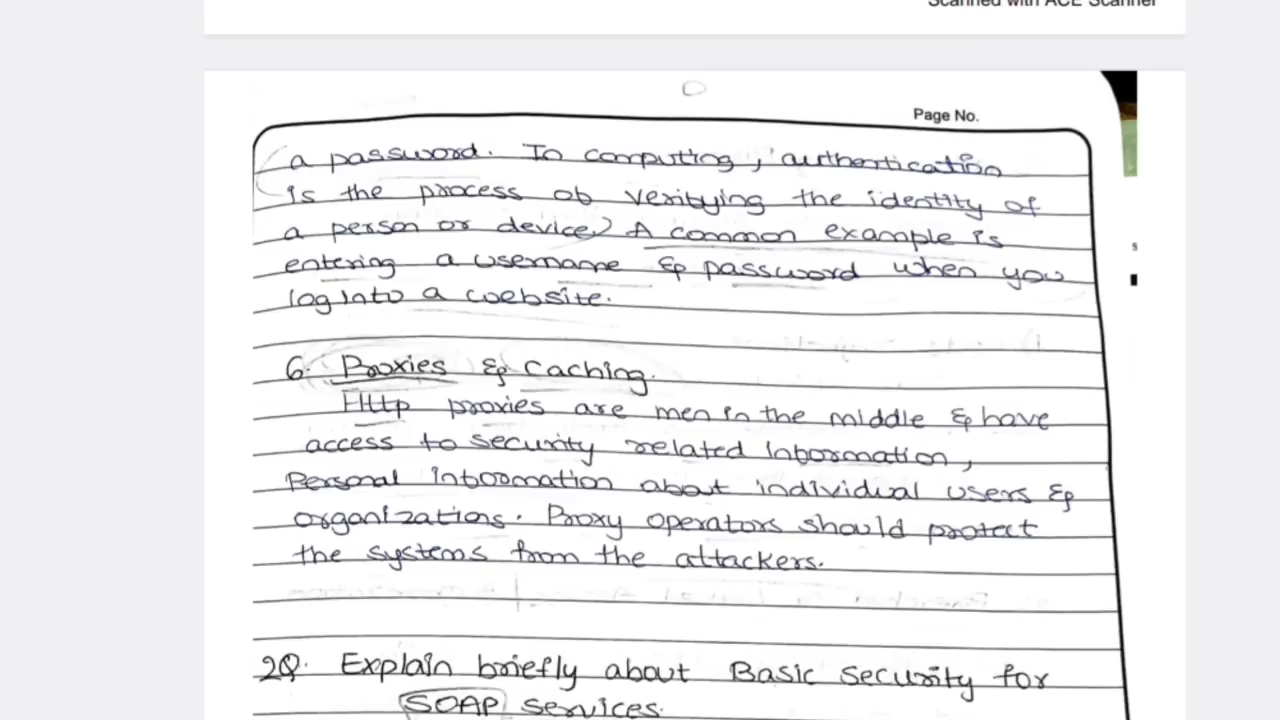 Scanned with ACE Scanner
Page No.
a password. In computing, authentication
is the process of verifying the identity of
a person or device) A common example is
entering a username & password when you
log into a website.
6. Proxies & Caching.
Http proxies are men in the middle & have
access to security related information,
Personal information about individual users &
organizations. Proxy operators should protect
the systems from the attackers.
2Q. Explain briefly about Basic security for
SOAP services.